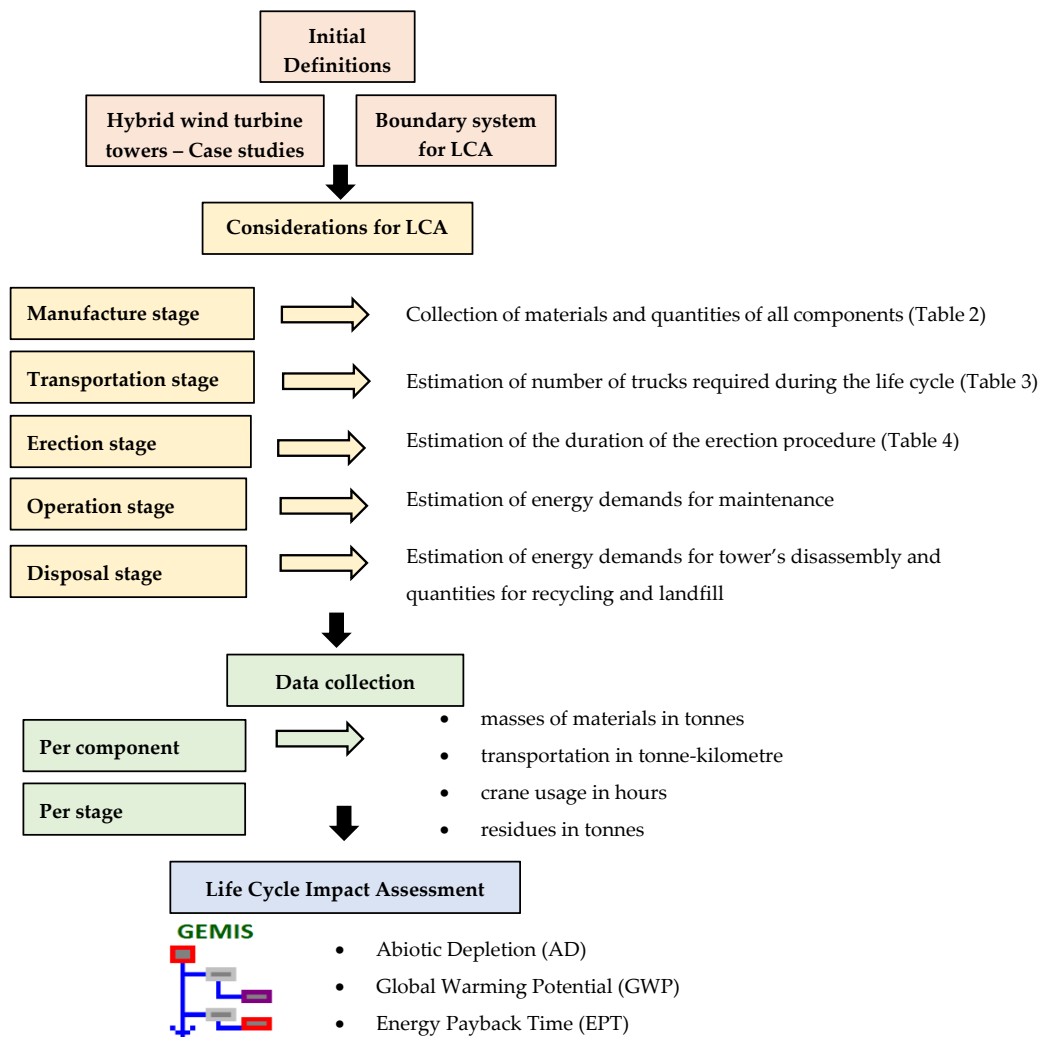 Initial
Definitions
Hybrid wind turbine
towers – Case studies
Boundary system
for LCA
Considerations for LCA
Manufacture stage
Collection of materials and quantities of all components (Table 2)
Transportation stage
Estimation of number of trucks required during the life cycle (Table 3)
Erection stage
Estimation of the duration of the erection procedure (Table 4)
Operation stage
Estimation of energy demands for maintenance
Disposal stage
Estimation of energy demands for tower's disassembly and
quantities for recycling and landfill
Data collection
Per component
Per stage
• masses of materials in tonnes
• transportation in tonne-kilometre
• crane usage in hours
• residues in tonnes
Life Cycle Impact Assessment
GEMIS
• Abiotic Depletion (AD)
• Global Warming Potential (GWP)
• Energy Payback Time (EPT)